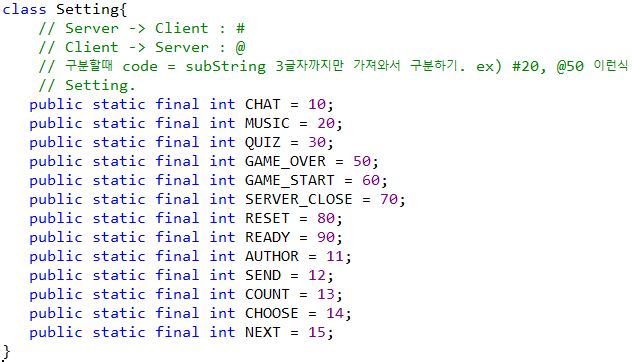 class Setting{
// Server -> Client : #
// Client -> Server : @
// 구분할때 code = subString 3글자까지만 가져와서 구분하기. ex) #20, @50 이런식
// Setting.
public static final int CHAT = 10;
public static final int MUSIC = 20;
public static final int QUIZ = 30;
public static final int GAME_OVER = 50;
public static final int GAME_START = 60;
public static final int SERVER_CLOSE = 70;
public static final int RESET = 80;
public static final int READY = 90;
public static final int AUTHOR = 11;
public static final int SEND = 12;
public static final int COUNT = 13;
public static final int CHOOSE = 14;
public static final int NEXT = 15;
}